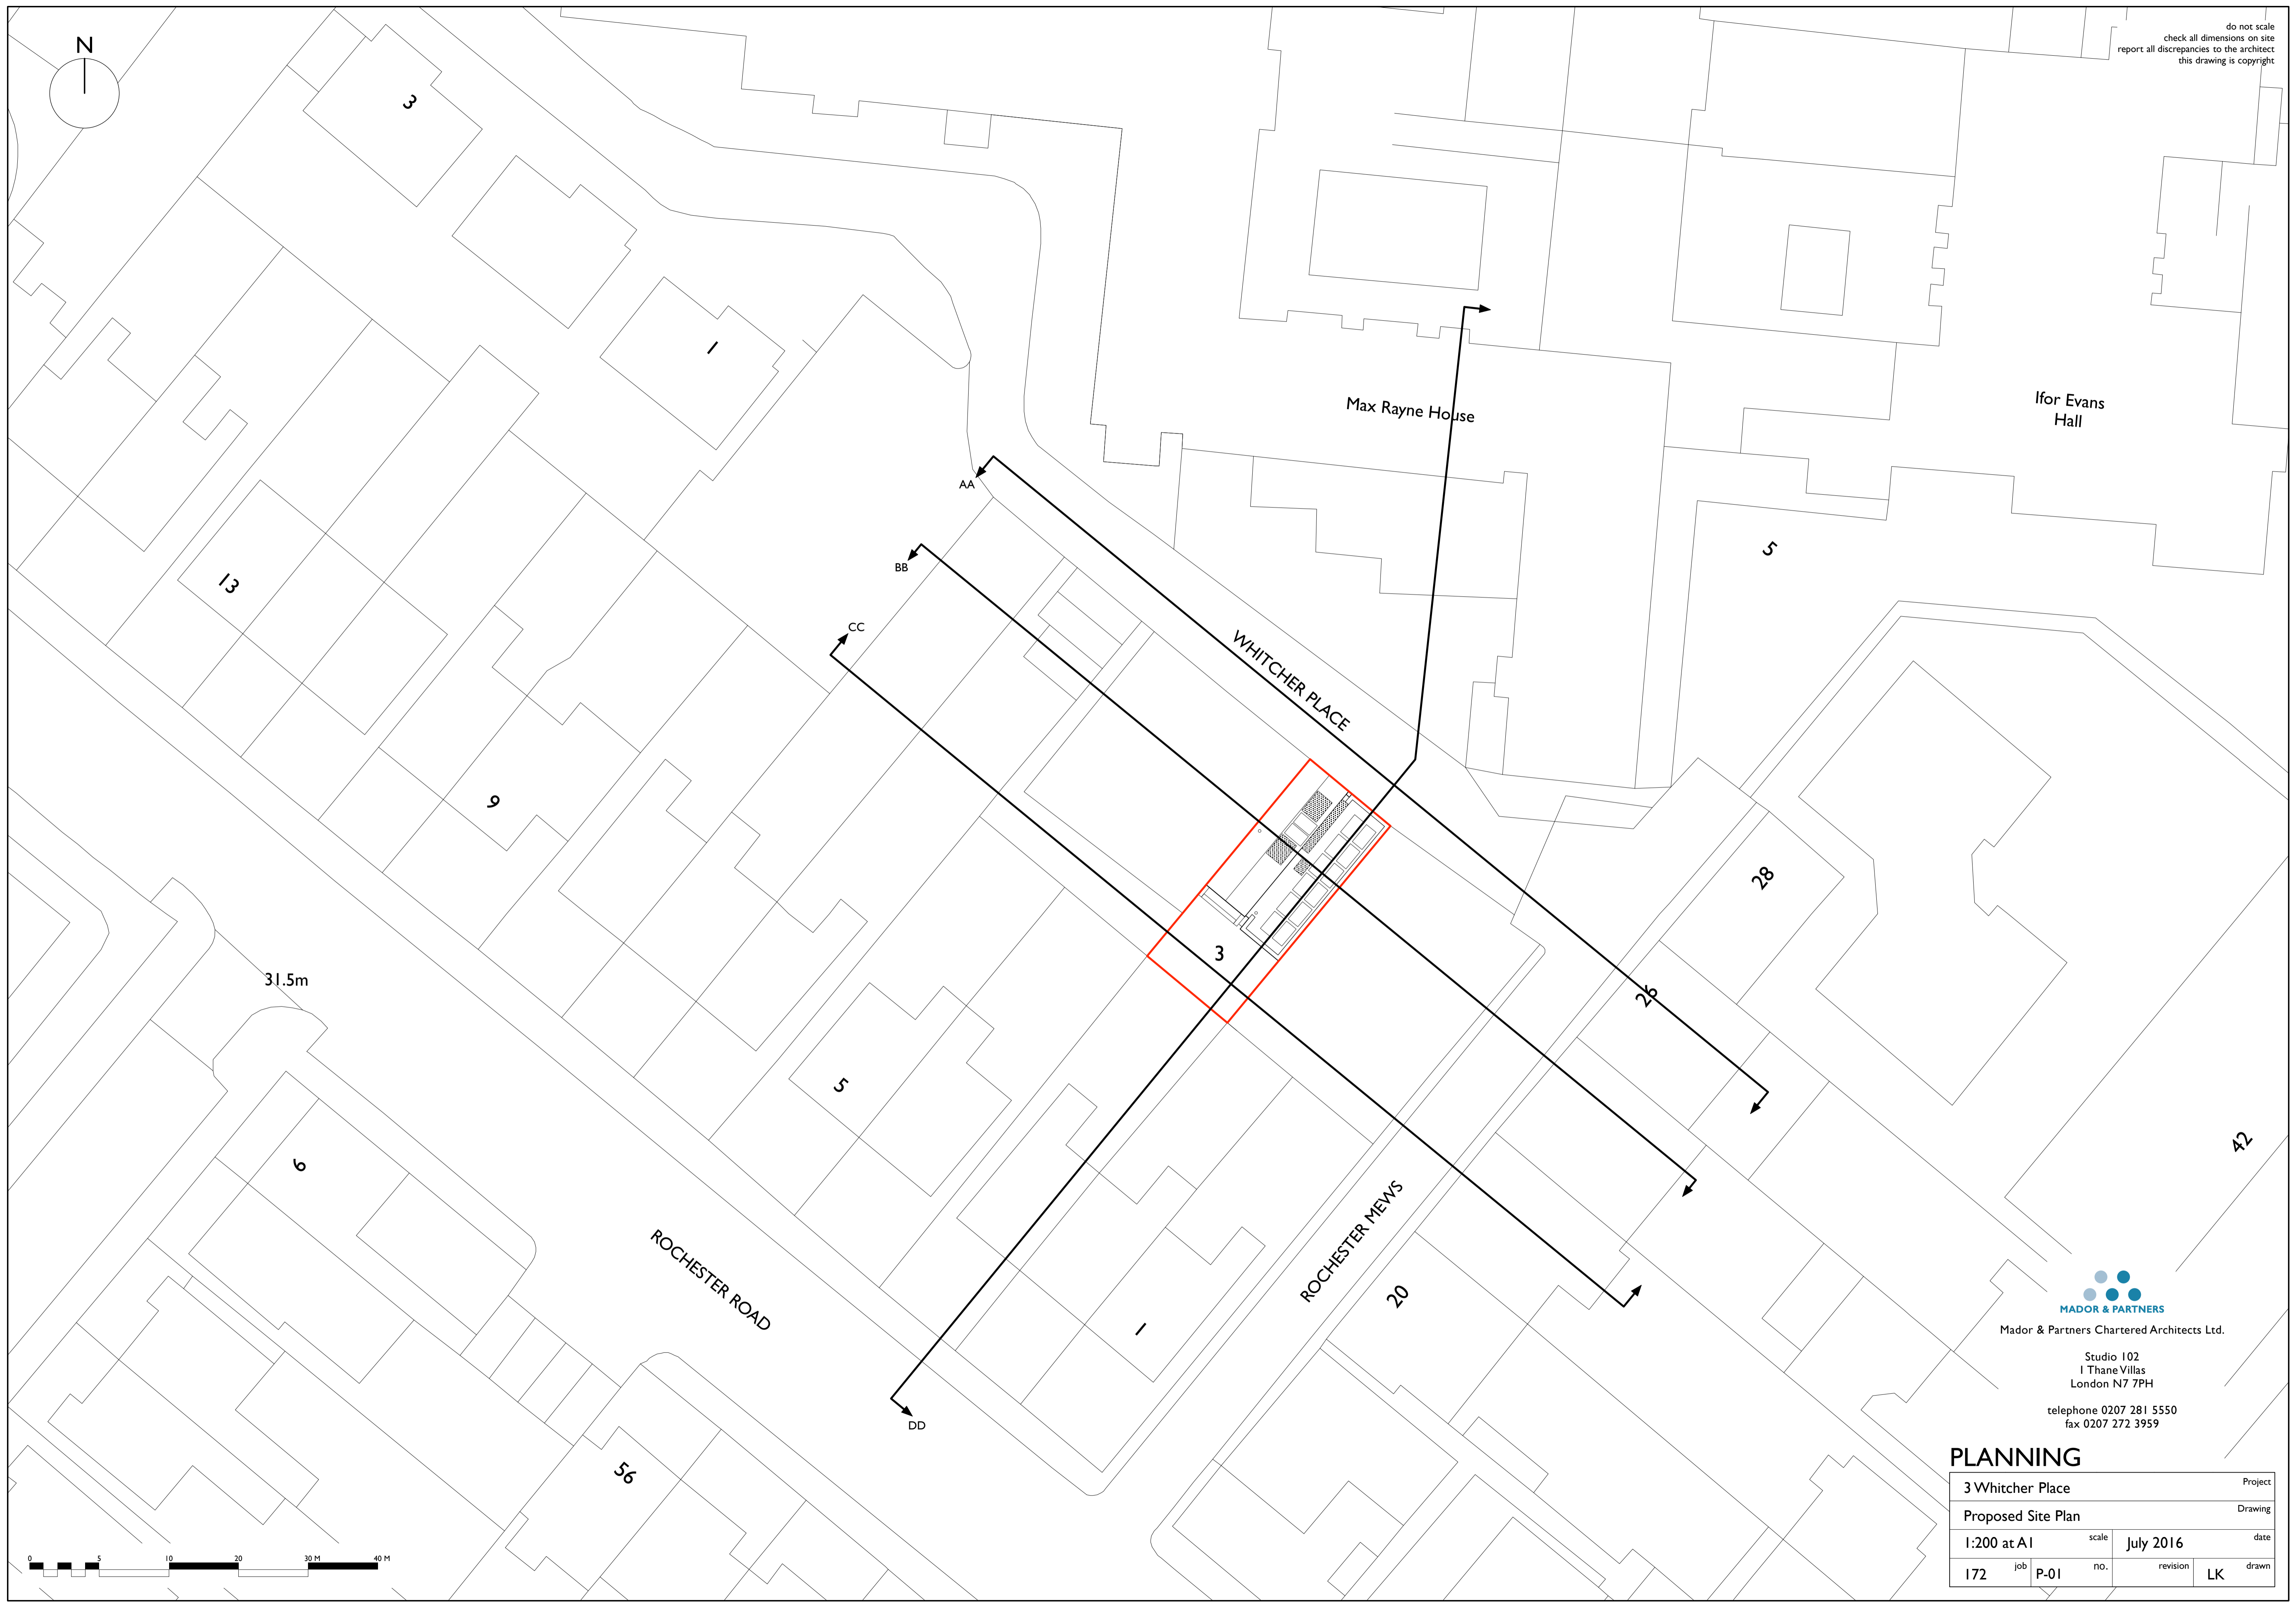 do not scale
check all dimensions on site
report all discrepancies to the architect
this drawing is copyright
N
3
1
Max Rayne House
Ifor Evans
Hall
AA
BB
CC
5
13
WHITCHER PLACE
9
28
3
31.5m
26
5
42
6
ROCHESTER ROAD
ROCHESTER MEWS
20
1
DD
56
MADOR & PARTNERS
Mador & Partners Chartered Architects Ltd.
Studio 102
1 Thane Villas
London N7 7PH
telephone 0207 281 5550
fax 0207 272 3959
PLANNING
3 Whitcher Place Project
Proposed Site Plan Drawing
1:200 at A1 scale July 2016 date
172 job P-01 no. revision LK drawn
0 5 10 20 30 M 40 M